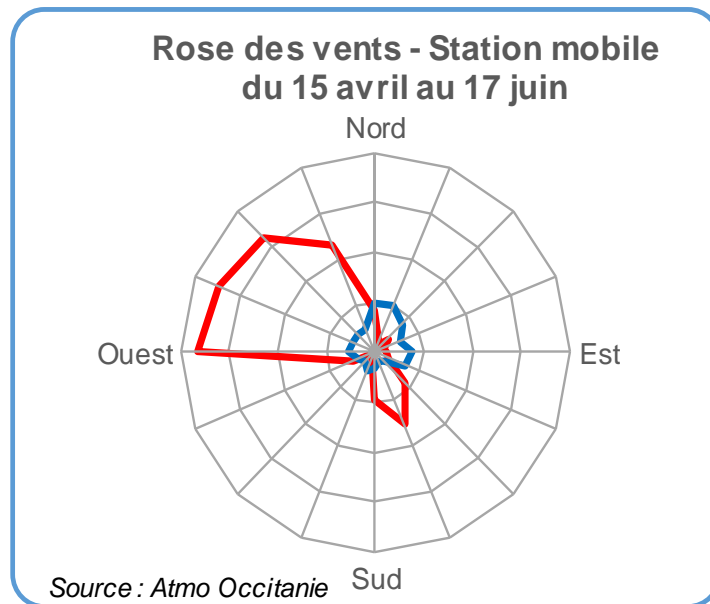 Rose des vents - Station mobile
du 15 avril au 17 juin
Nord
Ouest
Est
Sud
Source : Atmo Occitanie